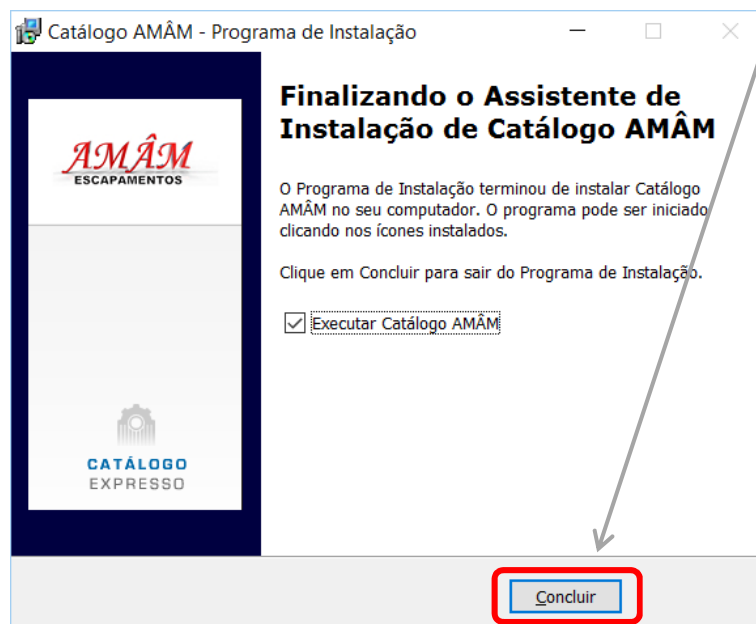 Catálogo AMÂM - Programa de Instalação
Finalizando o Assistente de
Instalação de Catálogo AMÂM
AMÂM
ESCAPAMENTOS
O Programa de Instalação terminou de instalar Catálogo
AMÂM no seu computador. O programa pode ser iniciado
clicando nos ícones instalados.
Clique em Concluir para sair do Programa de Instalação.
Executar Catálogo AMÂM
CATÁLOGO
EXPRESSO
Concluir